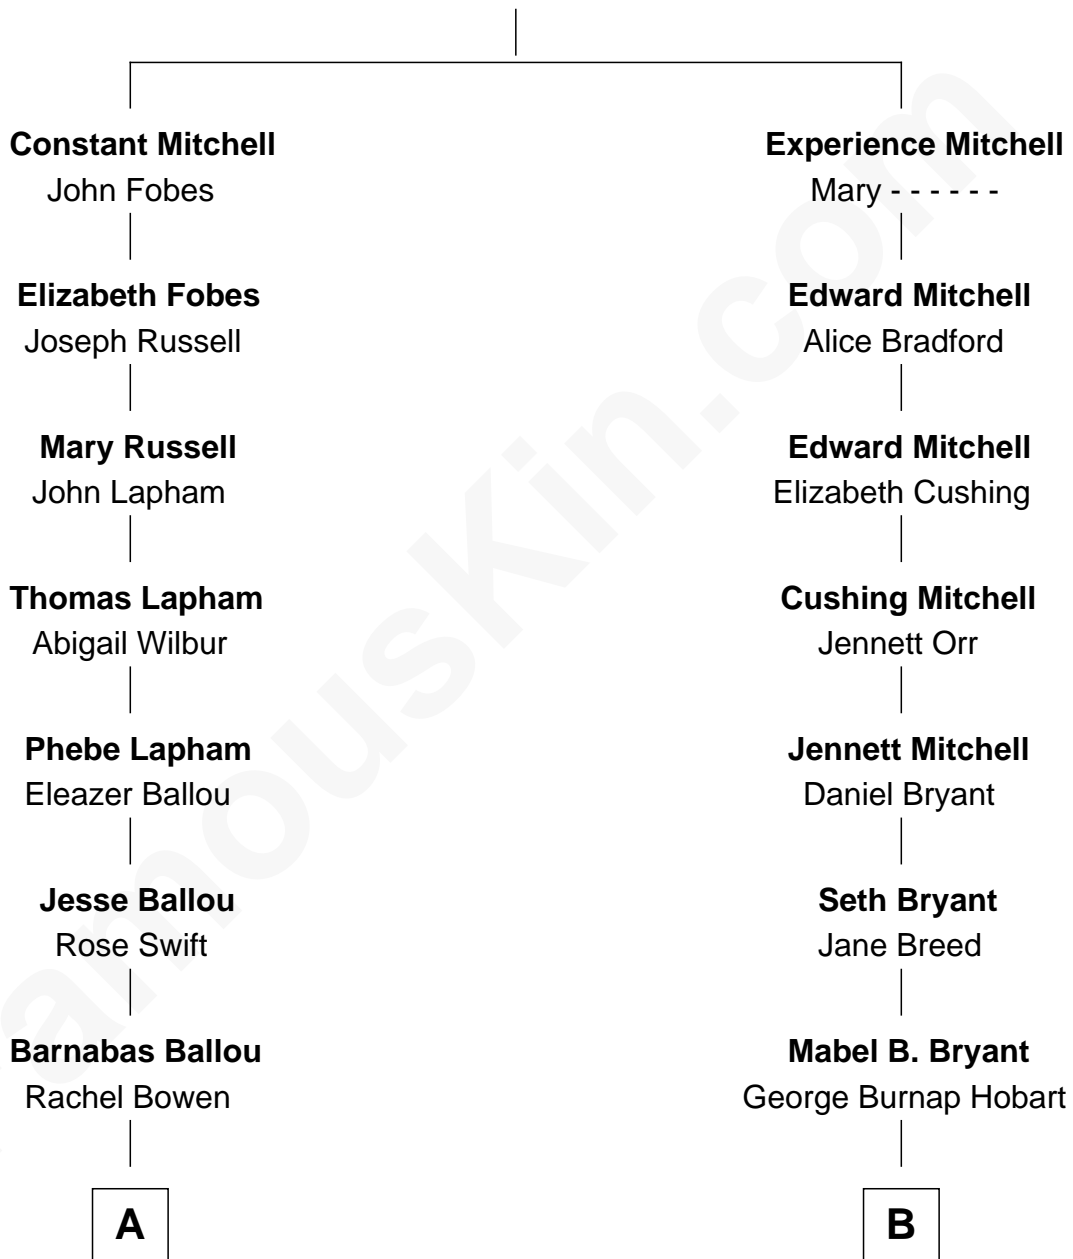 Constant Mitchell
John Fobes
Experience Mitchell
Mary - - - - - -
Elizabeth Fobes
Joseph Russell
Edward Mitchell
Alice Bradford
Mary Russell
John Lapham
Edward Mitchell
Elizabeth Cushing
Thomas Lapham
Abigail Wilbur
Cushing Mitchell
Jennett Orr
Phebe Lapham
Eleazer Ballou
Jennett Mitchell
Daniel Bryant
Jesse Ballou
Rose Swift
Seth Bryant
Jane Breed
Barnabas Ballou
Rachel Bowen
Mabel B. Bryant
George Burnap Hobart
A
B
amousKin.com